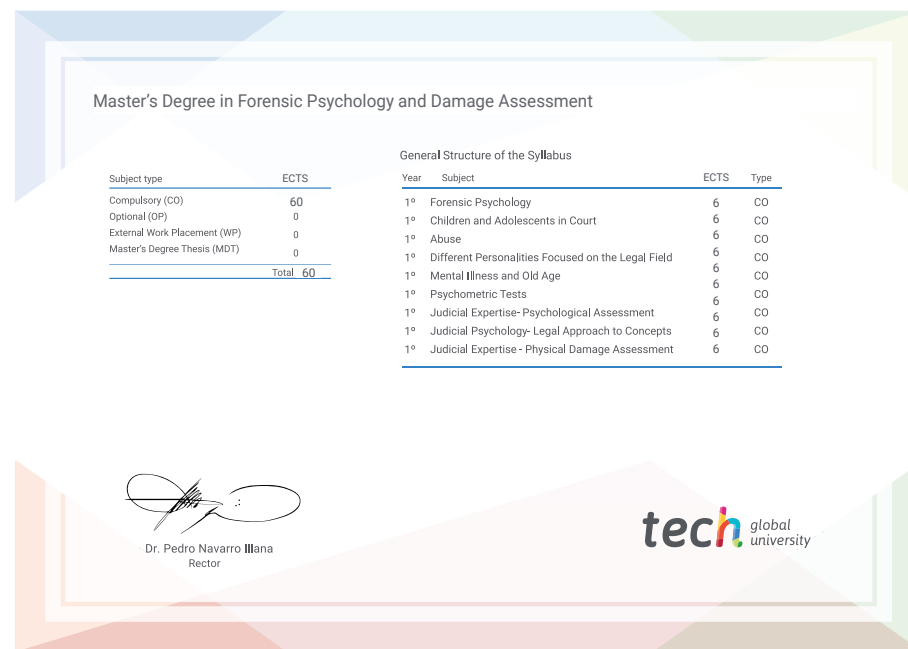 Master's Degree in Forensic Psychology and Damage Assessment
Subject type ECTS
Compulsory (CO) 60
Optional (OP) 0
External Work Placement (WP) 0
Master's Degree Thesis (MDT) 0
Total 60
General Structure of the Syllabus
Year Subject ECTS Type
1º Forensic Psychology 6 CO
1º Children and Adolescents in Court 6 CO
1º Abuse 6 CO
1º Different Personalities Focused on the Legal Field 6 CO
6
1º Mental Illness and Old Age 6 CO
1º Psychometric Tests 6 CO
1º Judicial Expertise- Psychological Assessment 6 CO
1º Judicial Psychology- Legal Approach to Concepts 6 CO
1º Judicial Expertise - Physical Damage Assessment 6 CO
Dr. Pedro Navarro Illana
Rector
tech global university